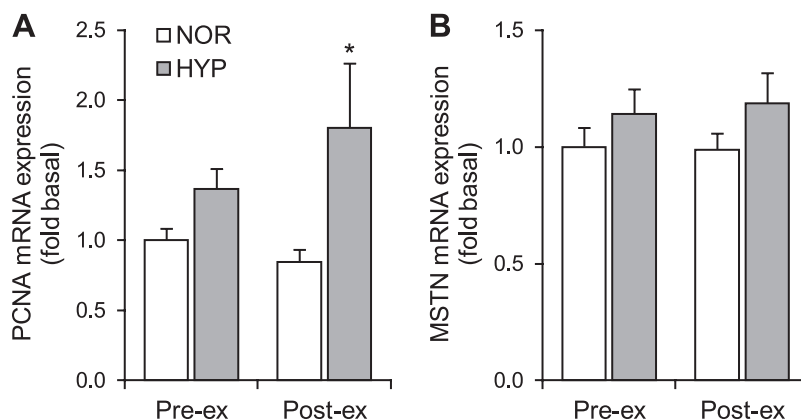 A
PCNA mRNA expression
(fold basal)
2.5
2.0
1.5
1.0
0.5
0.0
NOR
HYP
*
Pre-ex
Post-ex
B
MSTN mRNA expression
(fold basal)
1.5
1.0
0.5
0.0
Pre-ex
Post-ex